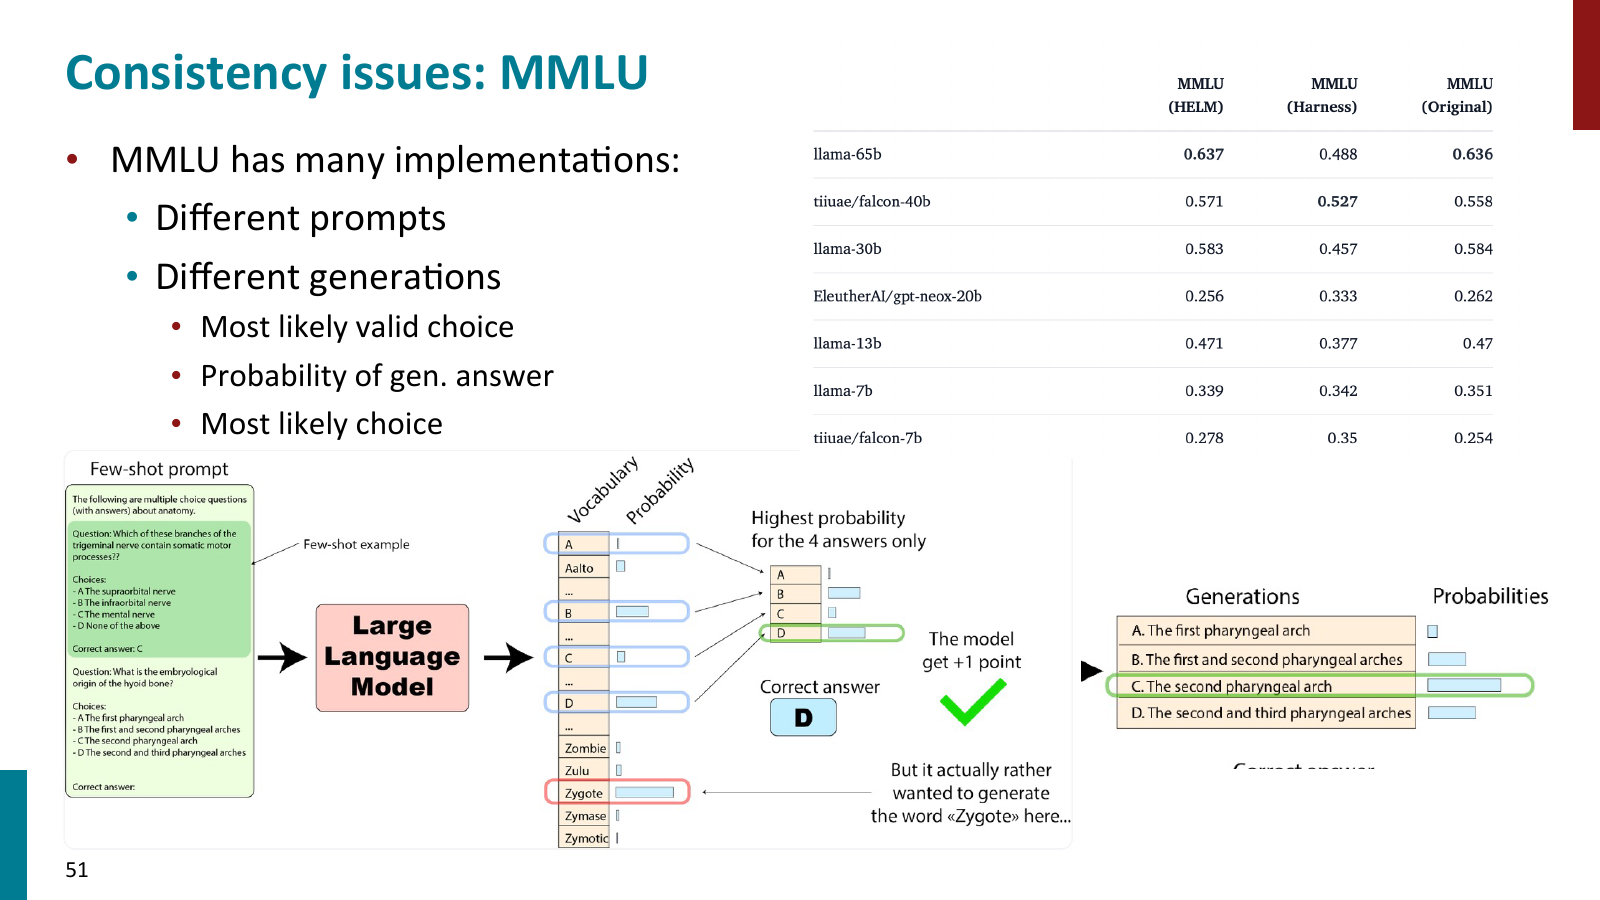 Consistency issues: MMLU
• MMLU has many implementations:
• Different prompts
• Different generations
• Most likely valid choice
• Probability of gen. answer
• Most likely choice
MMLU (HELM) MMLU (Harness) MMLU (Original)
llama-65b 0.637 0.488 0.636
tiiuae/falcon-40b 0.571 0.527 0.558
llama-30b 0.583 0.457 0.584
EleutherAI/gpt-neox-20b 0.256 0.333 0.262
llama-13b 0.471 0.377 0.47
llama-7b 0.339 0.342 0.351
tiiuae/falcon-7b 0.278 0.35 0.254
Few-shot prompt
The following are multiple choice questions
(with answers) about anatomy.
Question: Which of these branches of the
trigeminal nerve contain somatic motor
processes??
Choices:
- A The supraorbital nerve
- B The infraorbital nerve
- C The mental nerve
- D None of the above
Correct answer: C
Question: What is the embryological
origin of the hyoid bone?
Choices:
- A The first pharyngeal arch
- B The first and second pharyngeal arches
- C The second pharyngeal arch
- D The second and third pharyngeal arches
Correct answer:
Few-shot example
Large
Language
Model
Vocabulary
Probability
A
Aalto
...
B
...
C
...
D
...
Zombie
Zulu
Zygote
Zymase
Zymotic
Highest probability
for the 4 answers only
A
B
C
D
The model
get +1 point
Correct answer
D
But it actually rather
wanted to generate
the word «Zygote» here...
Generations Probabilities
A. The first pharyngeal arch
B. The first and second pharyngeal arches
C. The second pharyngeal arch
D. The second and third pharyngeal arches
Correct answer
51